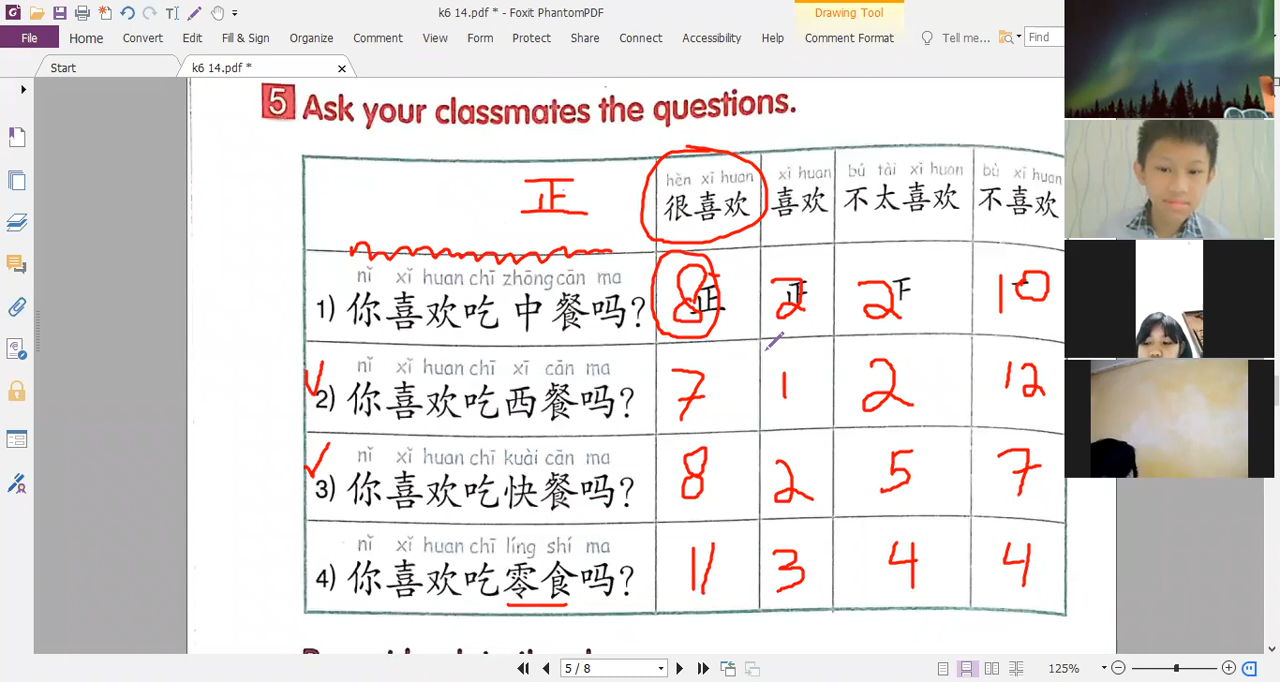 k6 14.pdf * - Foxit PhantomPDF
Drawing Tool
File Home Convert Edit Fill & Sign Organize Comment View Form Protect Share Connect Accessibility Help Comment Format Tell me... Find
Start k6 14.pdf *
5 Ask your classmates the questions.
hěn xǐ huan xǐ huan bú tài xǐ huan bù xǐ huan
正 很喜欢 喜欢 不太喜欢 不喜欢
nǐ xǐ huan chī zhōng cān ma
1) 你喜欢吃中餐吗? 8 正 2 正 2 10
nǐ xǐ huan chī xī cān ma
2) 你喜欢吃西餐吗? 7 1 2 12
nǐ xǐ huan chī kuài cān ma
3) 你喜欢吃快餐吗? 8 2 5 7
nǐ xǐ huan chī líng shí ma
4) 你喜欢吃零食吗? 11 3 4 4
5 / 8 125%